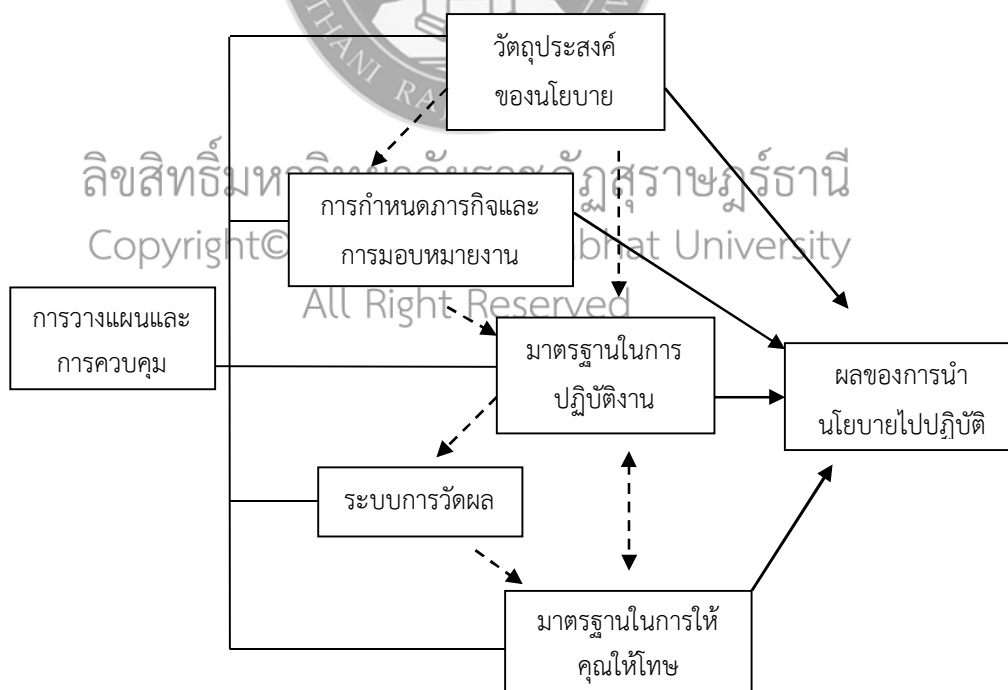 THANI RA
วัตถุประสงค์
ของนโยบาย
ลิขสิทธิ์มหาวิทยาลัยราชภัฏสุราษฎร์ธานี
การกำหนดภารกิจและ
การมอบหมายงาน
Copyright© bhat University
All Right Reserved
การวางแผนและ
การควบคุม
มาตรฐานในการ
ปฏิบัติงาน
ผลของการนำ
นโยบายไปปฏิบัติ
ระบบการวัดผล
มาตรฐานในการให้
คุณให้โทษ